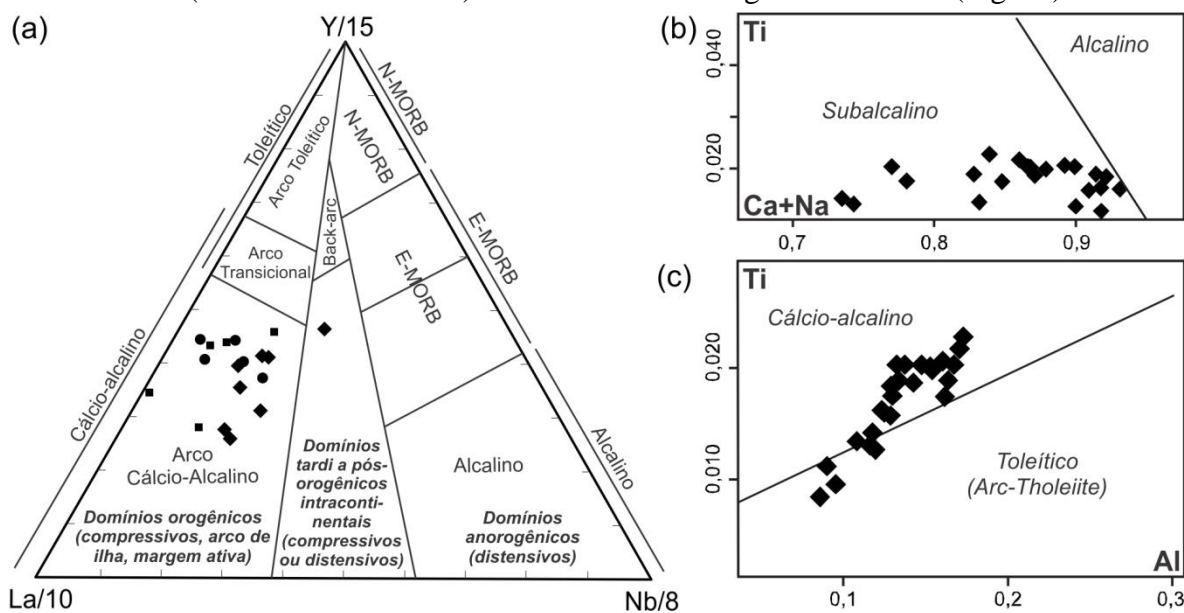 (a)
Y/15
Toleítico
Arco Toleítico
N-MORB
N-MORB
Back-arc
Arco
Transicional
E-MORB
E-MORB
Cálcio-alcalino
Arco
Cálcio-Alcalino
Domínios orogênicos
(compressivos, arco de
ilha, margem ativa)
Domínios
tardi a pós-
orogênicos
intraconti-
nentais
(compressivos
ou distensivos)
Alcalino
Alcalino
Domínios
anorogênicos
(distensivos)
La/10
Nb/8
(b)
Ti
Alcalino
Subalcalino
0,040
0,020
Ca+Na
0,7
0,8
0,9
(c)
Ti
Cálcio-alcalino
0,020
0,010
Toleítico
(Arc-Tholeiite)
Al
0,1
0,2
0,3